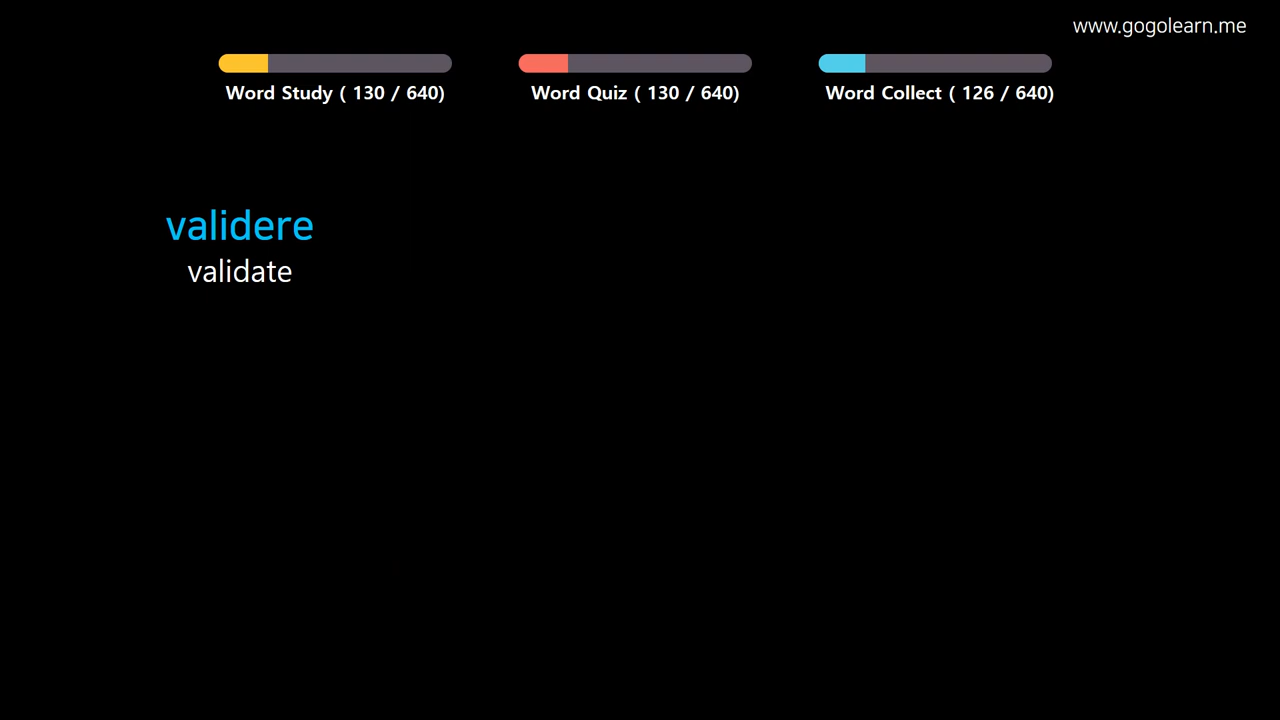 www.gogolearn.me
Word Study ( 130 / 640)
Word Quiz ( 130 / 640)
Word Collect ( 126 / 640)
validere
validate